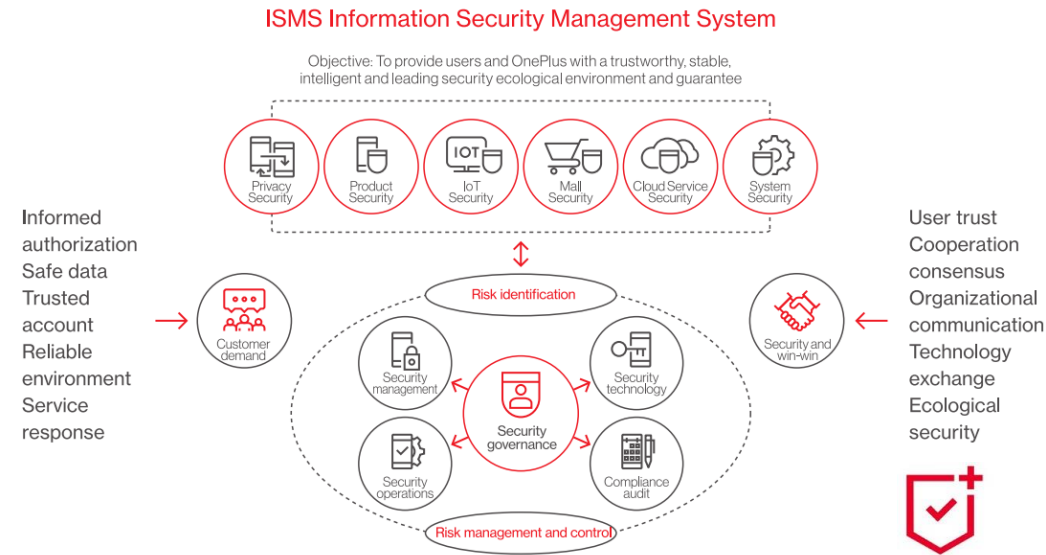 ISMS Information Security Management System
Objective: To provide users and OnePlus with a trustworthy, stable,
intelligent and leading security ecological environment and guarantee
IOT
Privacy
Security
Product
Security
IoT
Security
Mall
Security
Cloud Service
Security
System
Security
Informed
authorization
Safe data
Trusted
account
Reliable
environment
Service
response
Customer
demand
Risk identification
Security
management
Security
technology
Security
governance
Security
operations
Compliance
audit
Risk management and control
Security and
win-win
User trust
Cooperation
consensus
Organizational
communication
Technology
exchange
Ecological
security